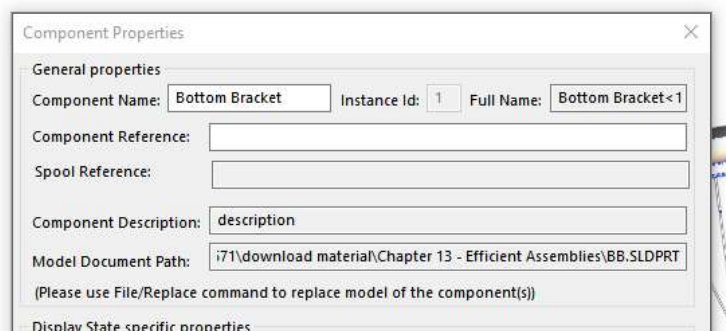 Component Properties
General properties
Component Name: Bottom Bracket Instance Id: 1 Full Name: Bottom Bracket<1
Component Reference:
Spool Reference:
Component Description: description
Model Document Path: 571\download material\Chapter 13 - Efficient Assemblies\BB.SLDPRT
(Please use File/Replace command to replace model of the component(s))
Display State specific properties